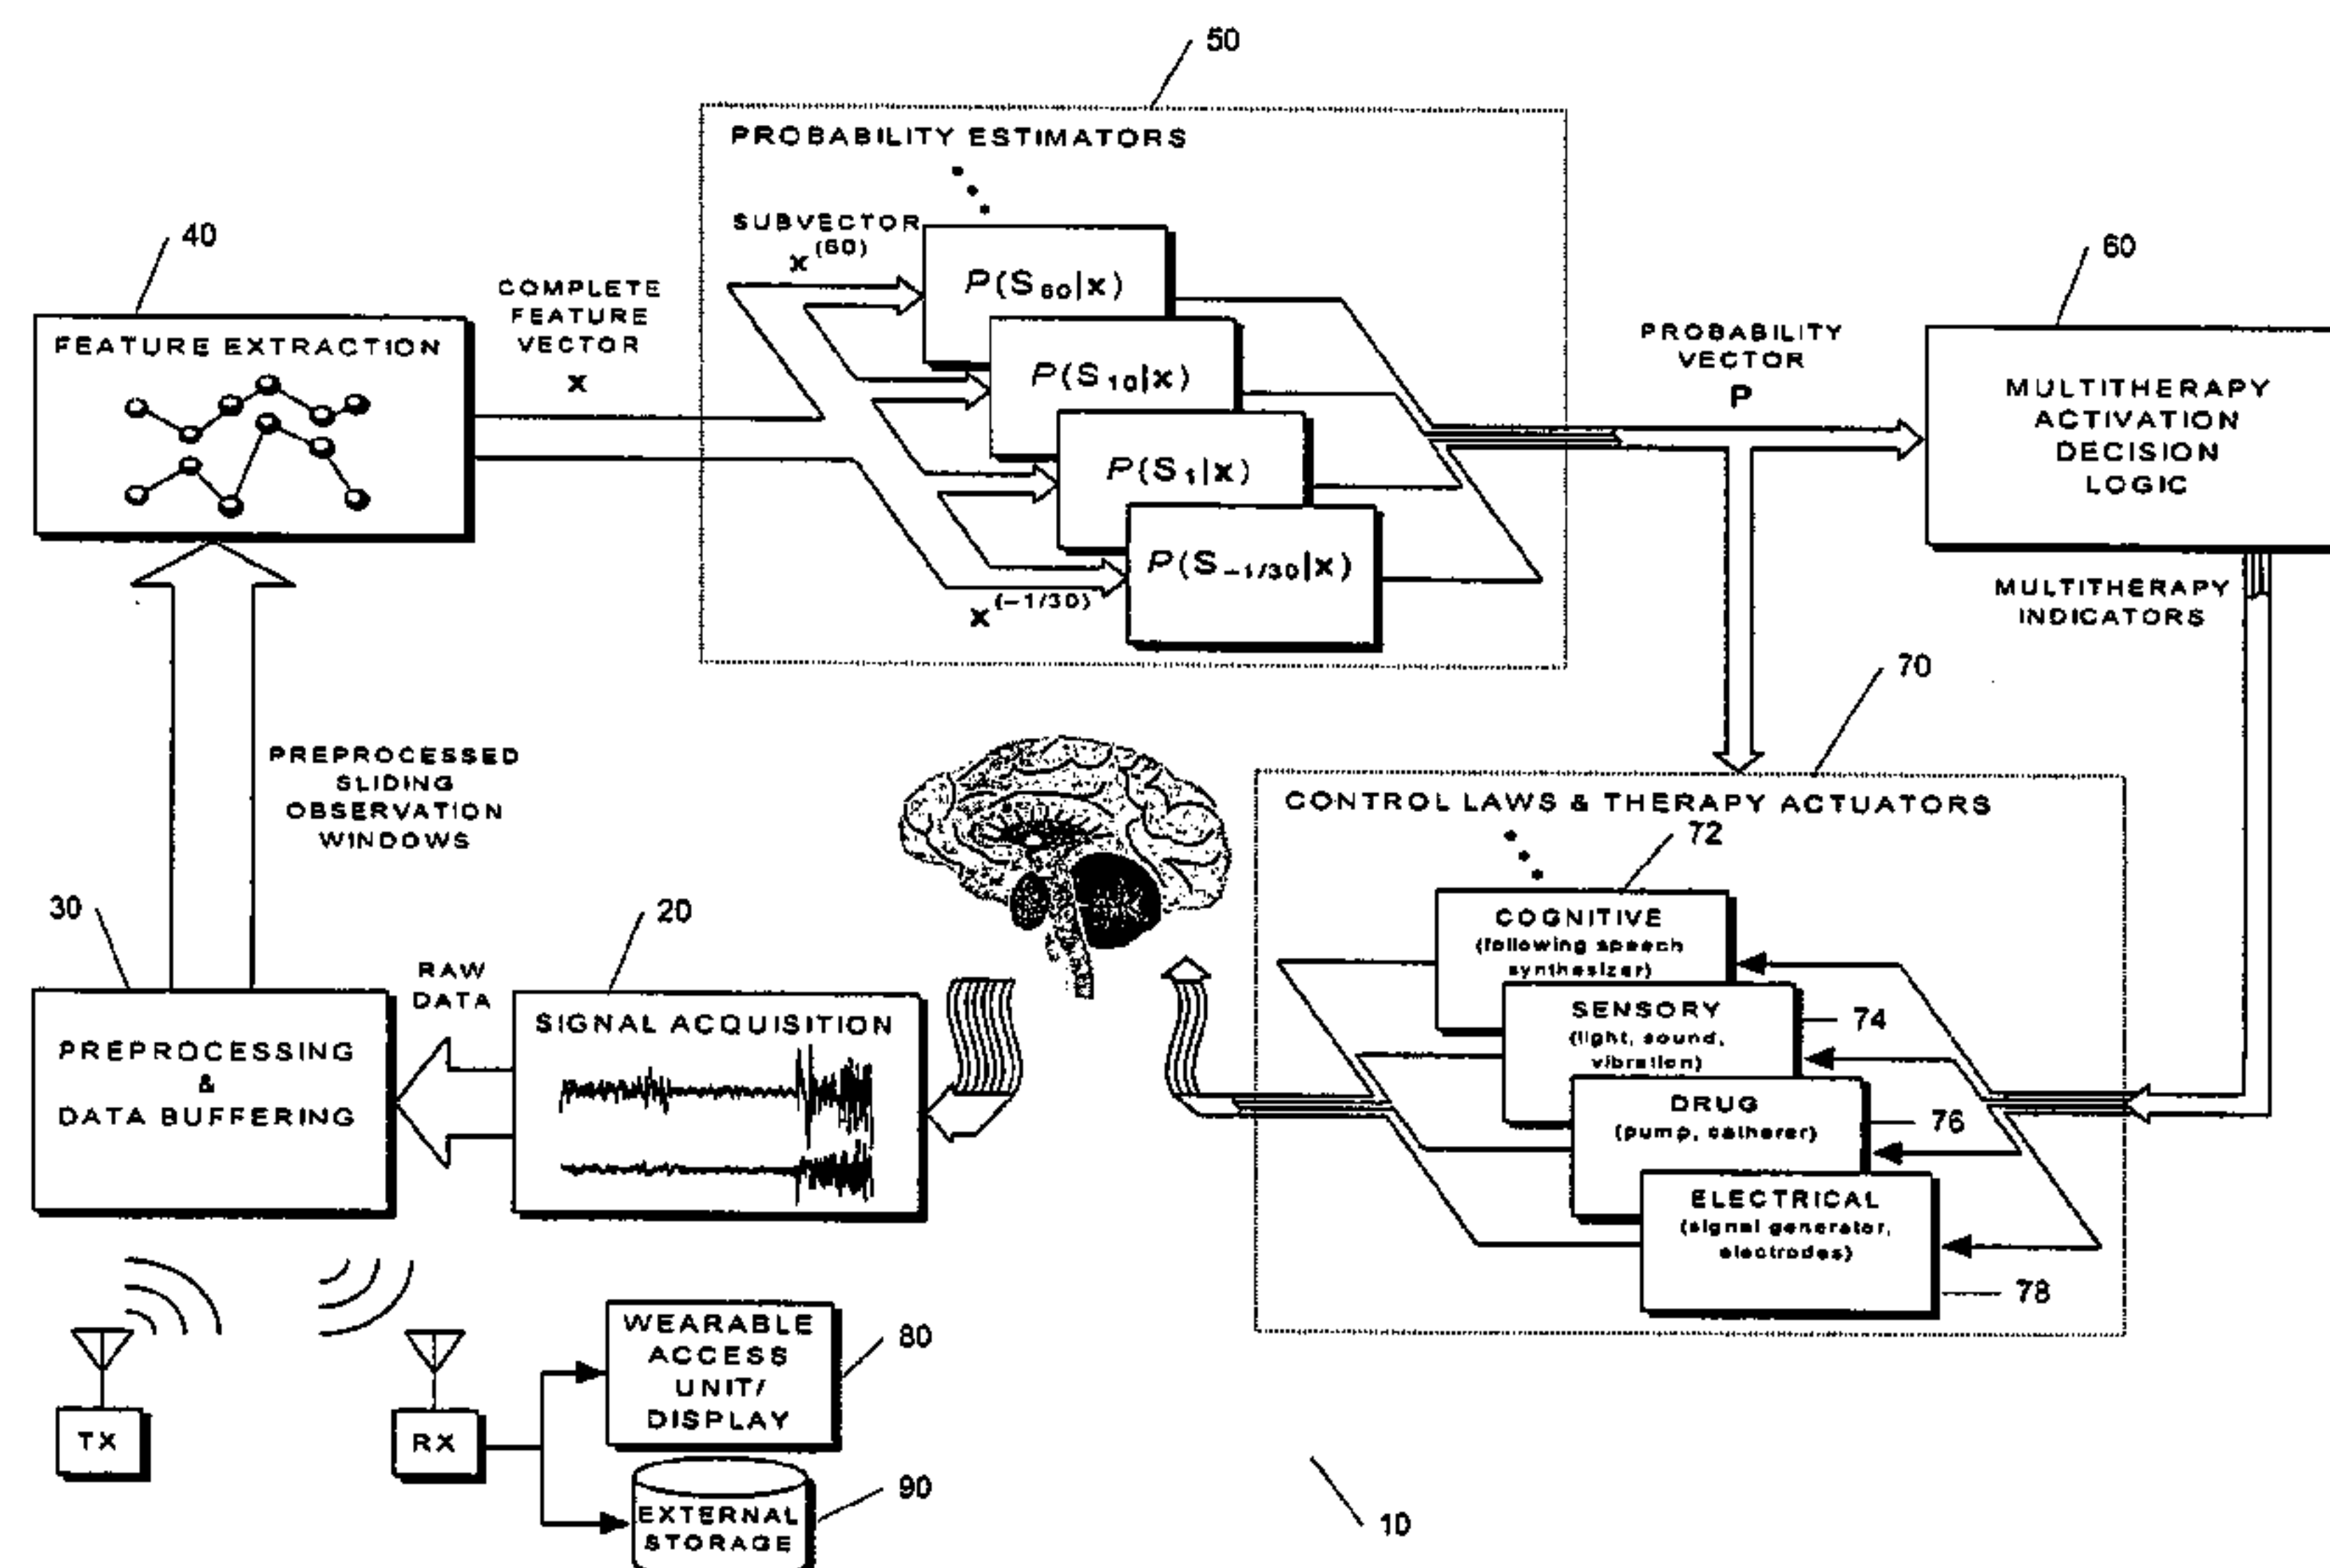 50
PROBABILITY ESTIMATORS
40
SUBVECTOR
x(60)
60
COMPLETE
FEATURE
VECTOR
x
P(S60|x)
FEATURE EXTRACTION
PROBABILITY
VECTOR
P
P(S10|x)
MULTITHERAPY
ACTIVATION
DECISION
LOGIC
P(S1|x)
P(S-1/30|x)
x(-1/30)
MULTITHERAPY
INDICATORS
70
PREPROCESSED
SLIDING
OBSERVATION
WINDOWS
CONTROL LAWS & THERAPY ACTUATORS
72
30
20
COGNITIVE
(following speech
synthesizer)
RAW
DATA
SIGNAL ACQUISITION
SENSORY
(light, sound,
vibration)
74
PREPROCESSING
&
DATA BUFFERING
DRUG
(pump, catherer)
76
ELECTRICAL
(signal generator,
electrodes)
78
WEARABLE
ACCESS
UNIT/
DISPLAY
80
TX
RX
90
EXTERNAL
STORAGE
10